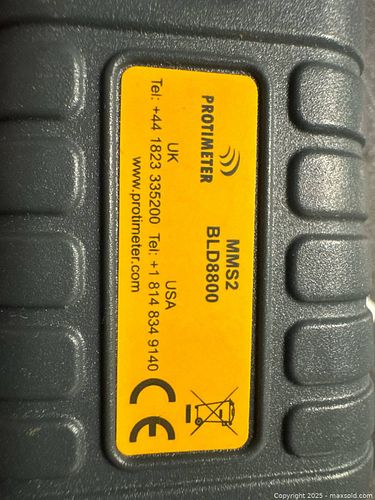 PROTIMETER
MMS2
BLD8800
UK USA
Tel: +44 1823 335200 Tel: +1 814 834 9140
www.protimeter.com
CE
Copyright 2025 - maxsold.com